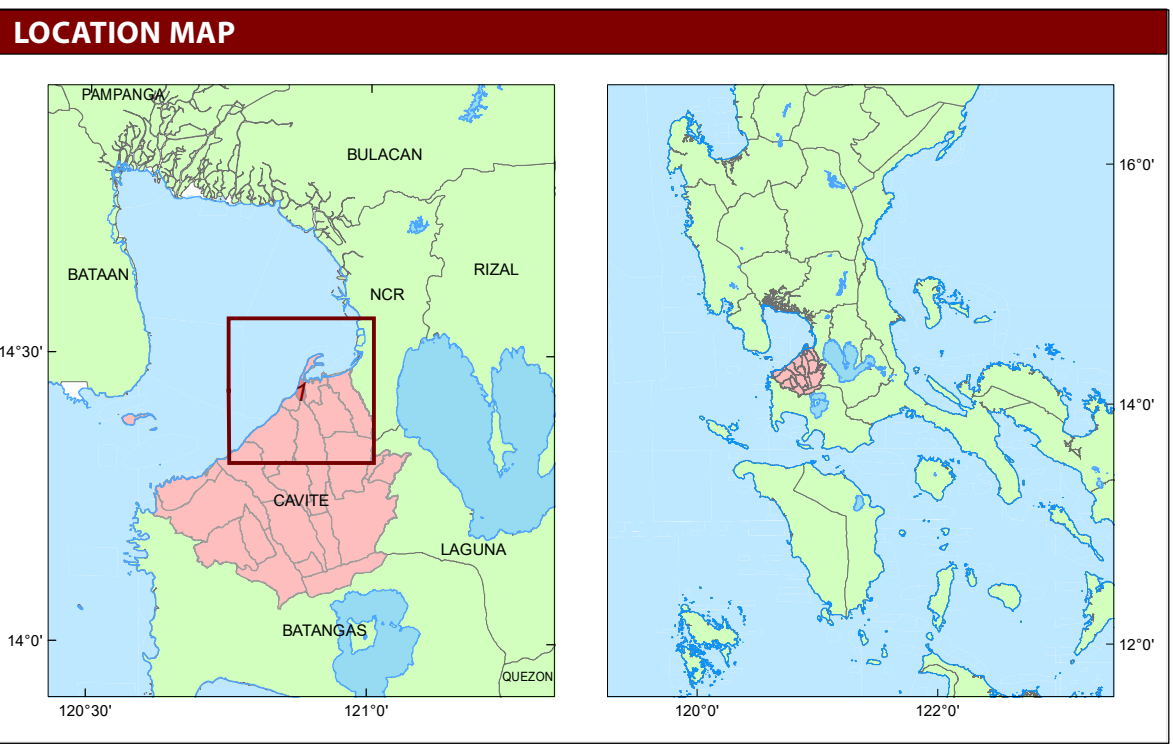 LOCATION MAP
PAMPANGA
BULACAN
BATAAN
RIZAL
NCR
14°30'
CAVITE
LAGUNA
BATANGAS
14°0'
QUEZON
120°30'
121°0'
16°0'
14°0'
12°0'
120°0'
122°0'